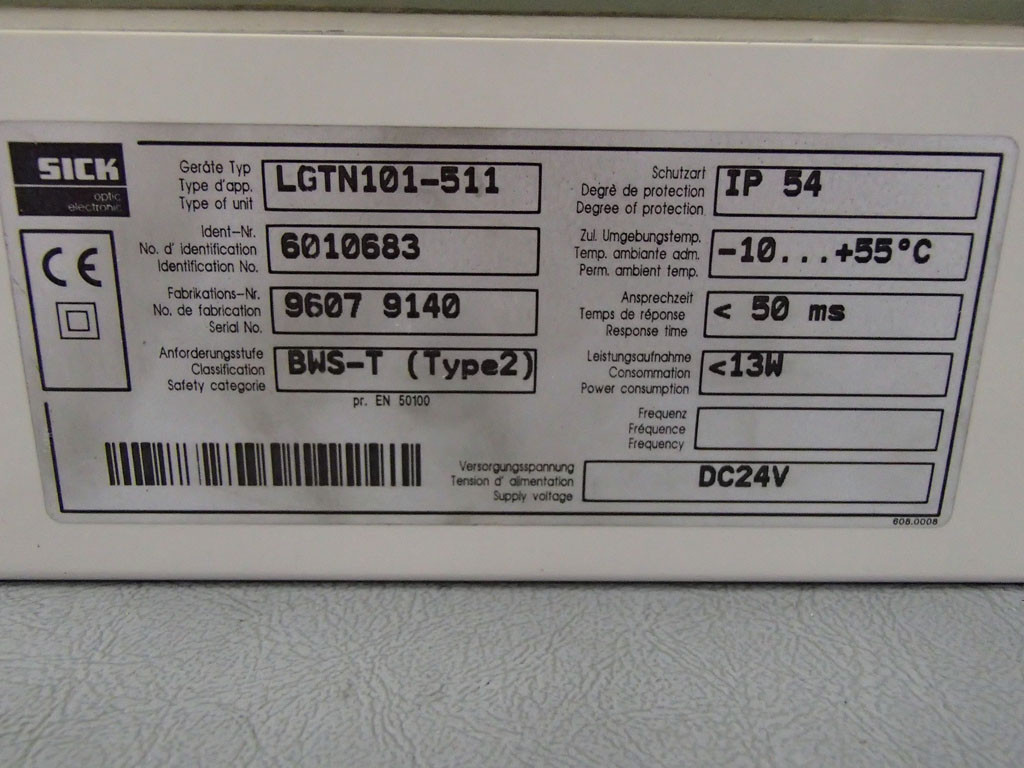 SICK
optic
electronic
CE
Geräte Typ
Type d'app.
Type of unit
LGTN101-511
Ident-Nr.
No. d' identification
Identification No.
6010683
Fabrikations-Nr.
No. de fabrication
Serial No.
9607 9140
Anforderungsstufe
Classification
Safety categorie
BWS-T (Type2)
pr. EN 50100
Schutzart
Degrè de protection
Degree of protection
IP 54
Zul. Umgebungstemp.
Temp. ambiante adm.
Perm. ambient temp.
-10...+55°C
Ansprechzeit
Temps de réponse
Response time
< 50 ms
Leistungsaufnahme
Consommation
Power consumption
<13W
Frequenz
Fréquence
Frequency
Versorgungsspannung
Tension d' alimentation
Supply voltage
DC24V
608.0008